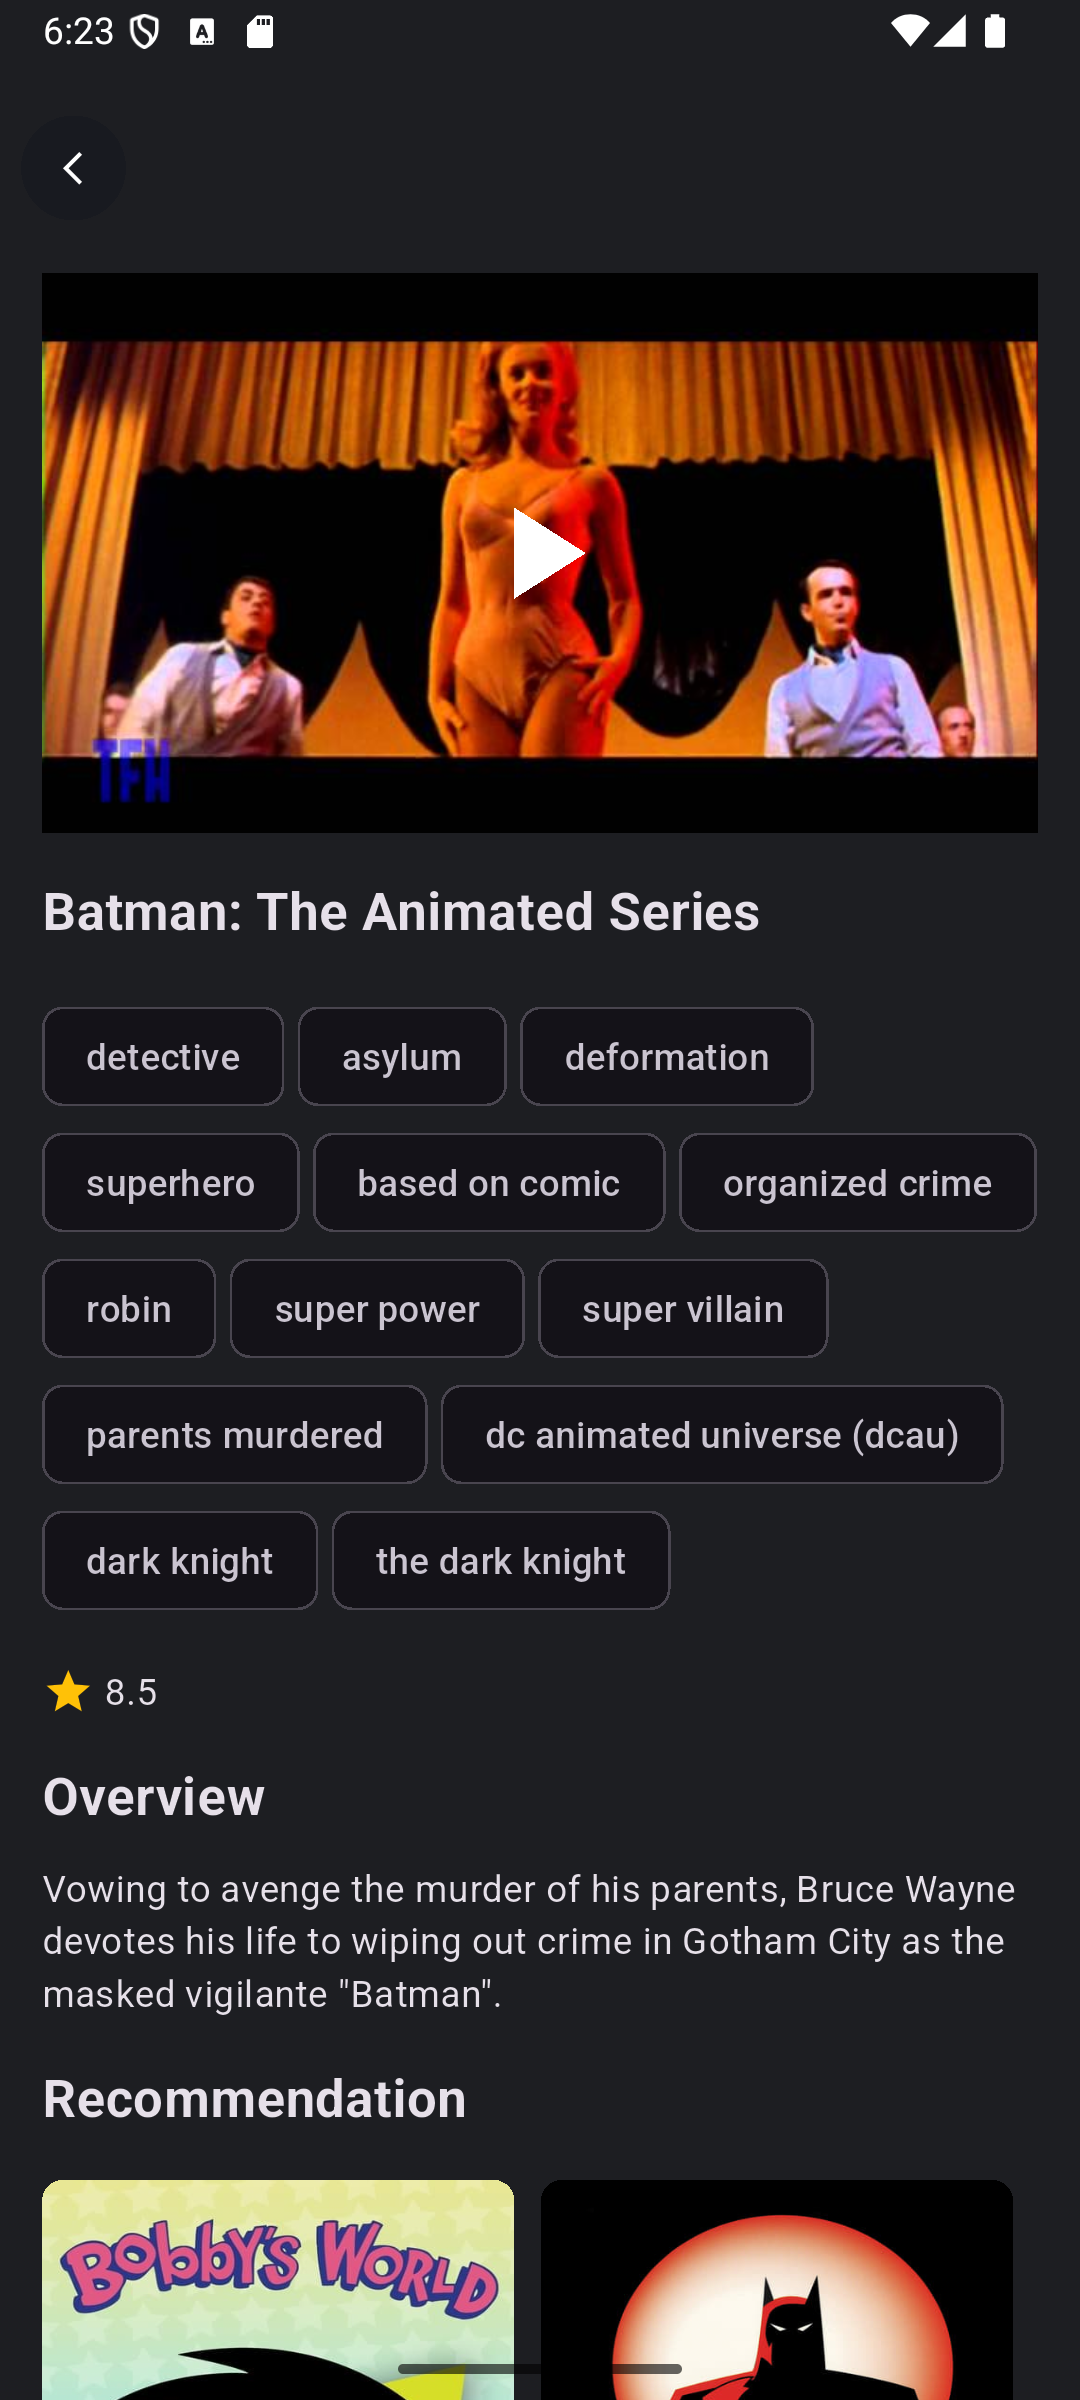 6:23
TFH
Batman: The Animated Series
detective asylum deformation
superhero based on comic organized crime
robin super power super villain
parents murdered dc animated universe (dcau)
dark knight the dark knight
8.5
Overview
Vowing to avenge the murder of his parents, Bruce Wayne
devotes his life to wiping out crime in Gotham City as the
masked vigilante "Batman".
Recommendation
BOBBY'S WORLD